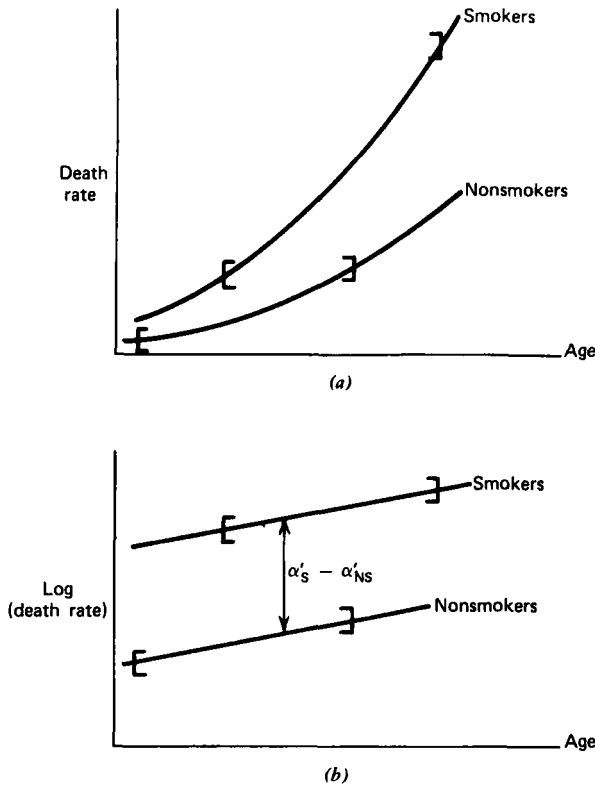 Smokers
Death
rate
Nonsmokers
Age
(a)
Smokers
α′S − α′NS
Log
(death rate)
Nonsmokers
Age
(b)